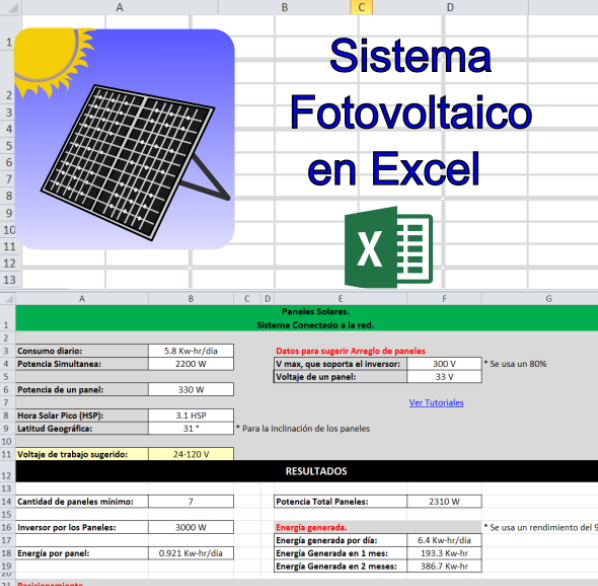 A B C D
1
2
3
4
5
6
7
8
9
10
11
12
13
Sistema
Fotovoltaico
en Excel
X
A B C D E F G
Paneles Solares.
1 Sistema Conectado a la red.
2
3 Consumo diario: 5.8 Kw-hr/día Datos para sugerir Arreglo de paneles
4 Potencia Simultanea: 2200 W V max, que soporta el inversor: 300 V * Se usa un 80%
5 Voltaje de un panel: 33 V
6 Potencia de un panel: 330 W
7 Ver Tutoriales
8 Hora Solar Pico (HSP): 3.1 HSP
9 Latitud Geográfica: 31 ° * Para la inclinación de los paneles
10
11 Voltaje de trabajo sugerido: 24-120 V
12 RESULTADOS
13
14 Cantidad de paneles mínimo: 7 Potencia Total Paneles: 2310 W
15
16 Inversor por los Paneles: 3000 W Energía generada. * Se usa un rendimiento del 9
17 Energía generada por día: 6.4 Kw-hr/día
18 Energía por panel: 0.921 Kw-hr/día Energía Generada en 1 mes: 193.3 Kw-hr
19 Energía Generada en 2 meses: 386.7 Kw-hr
20
21 Posicionamiento